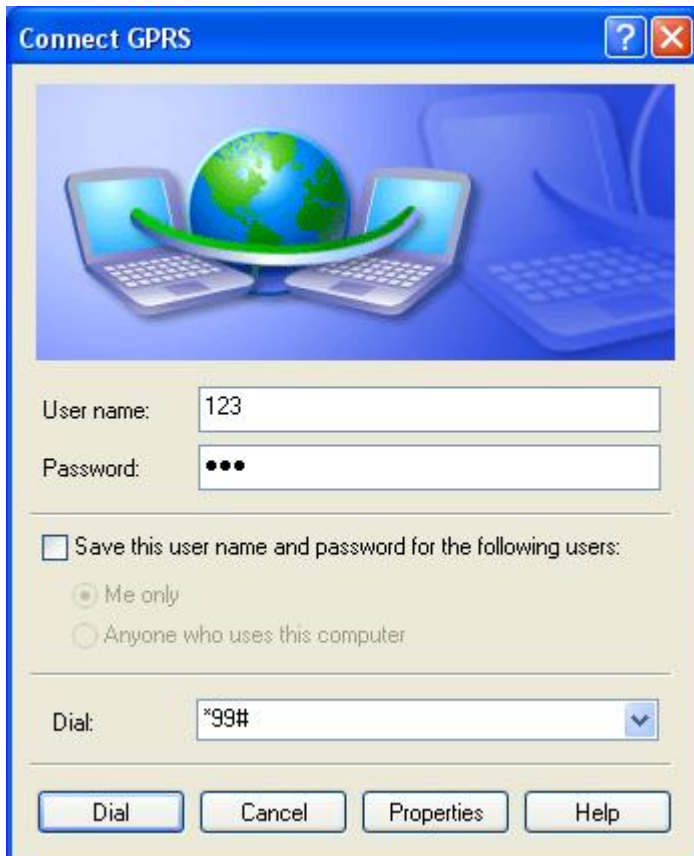 Connect GPRS
User name: 123
Password: •••
Save this user name and password for the following users:
Me only
Anyone who uses this computer
Dial: *99#
Dial Cancel Properties Help